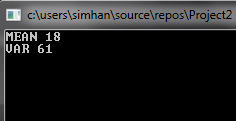 c:\users\simhan\source\repos\Project2
MEAN 18
VAR 61